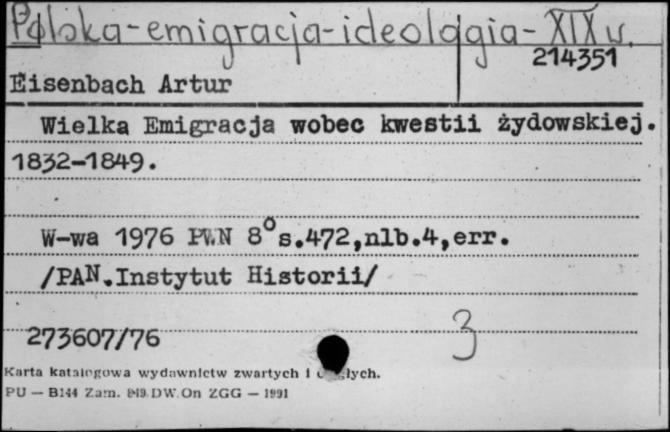 Polska-emigracja-ideologia-XIX w.
214351
Eisenbach Artur
Wielka Emigracja wobec kwestii żydowskiej.
1832-1849.
W-wa 1976 PWN 8° s.472,nlb.4,err.
/PAN.Instytut Historii/
273607/76
3
Karta katalogowa wydawnictw zwartych i
PU — B144 Zam. 849 DW.On ZGG — 1991